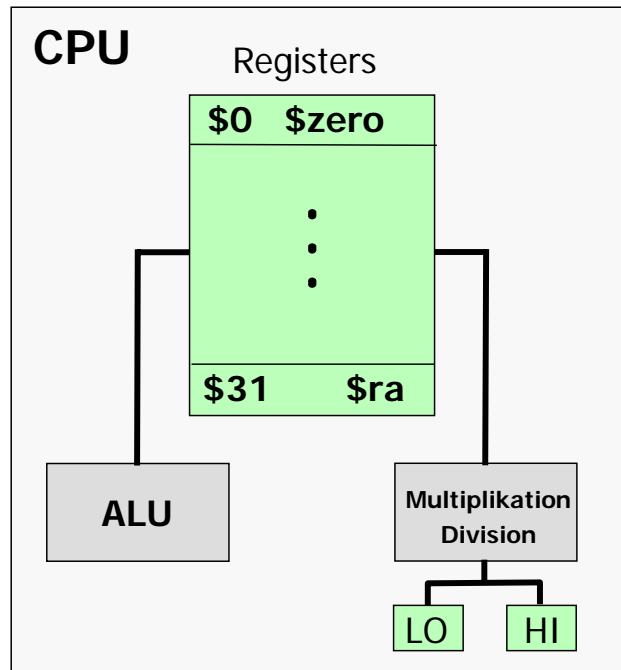 CPU
Registers
$0 $zero
$31 $ra
ALU
Multiplikation
Division
LO
HI